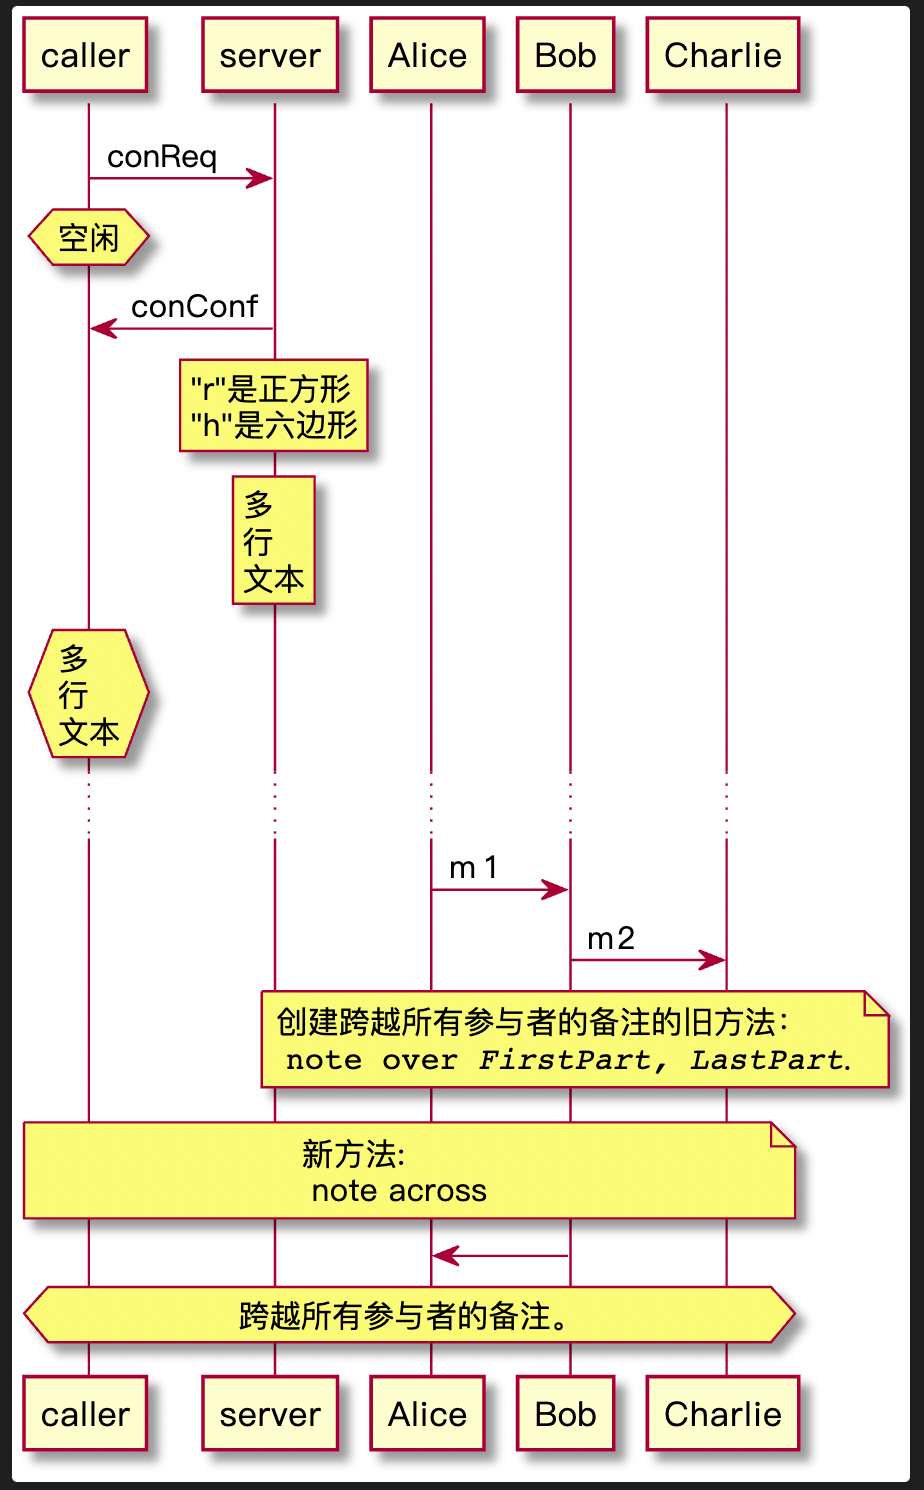 caller server Alice Bob Charlie
conReq
空闲
conConf
"r"是正方形
"h"是六边形
多
行
文本
多
行
文本
m1
m2
创建跨越所有参与者的备注的旧方法：
note over FirstPart, LastPart.
新方法:
note across
跨越所有参与者的备注。
caller server Alice Bob Charlie